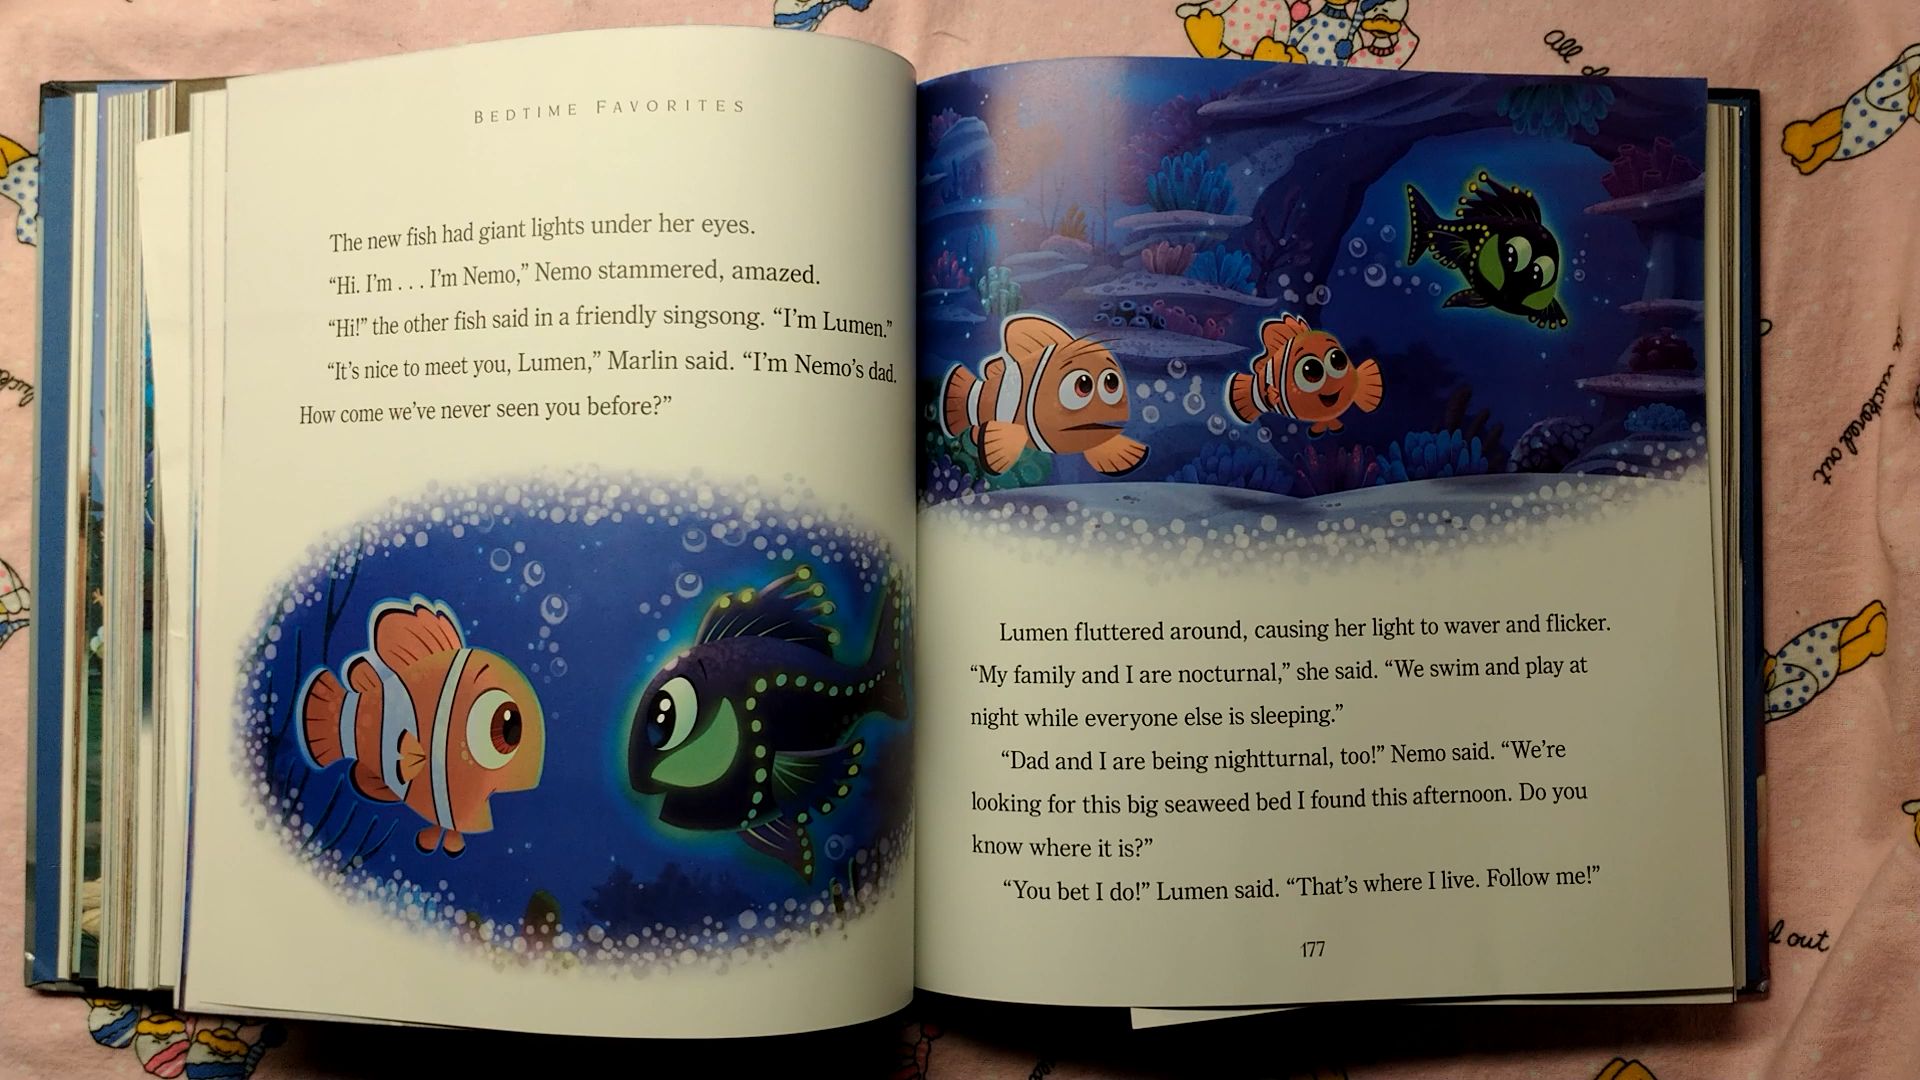 BEDTIME FAVORITES
The new fish had giant lights under her eyes.
“Hi. I’m . . . I’m Nemo,” Nemo stammered, amazed.
“Hi!” the other fish said in a friendly singsong. “I’m Lumen.”
“It’s nice to meet you, Lumen,” Marlin said. “I’m Nemo’s dad.
How come we’ve never seen you before?”
Lumen fluttered around, causing her light to waver and flicker.
“My family and I are nocturnal,” she said. “We swim and play at
night while everyone else is sleeping.”
“Dad and I are being nightturnal, too!” Nemo said. “We’re
looking for this big seaweed bed I found this afternoon. Do you
know where it is?”
“You bet I do!” Lumen said. “That’s where I live. Follow me!”
177
all
tuckered out
out